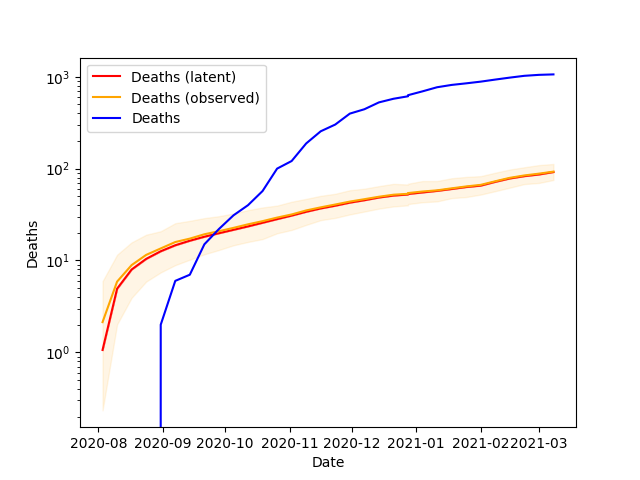 Deaths (latent)
Deaths (observed)
Deaths
10³
10²
10¹
10⁰
Deaths
2020-08 2020-09 2020-10 2020-11 2020-12 2021-01 2021-02 2021-03
Date